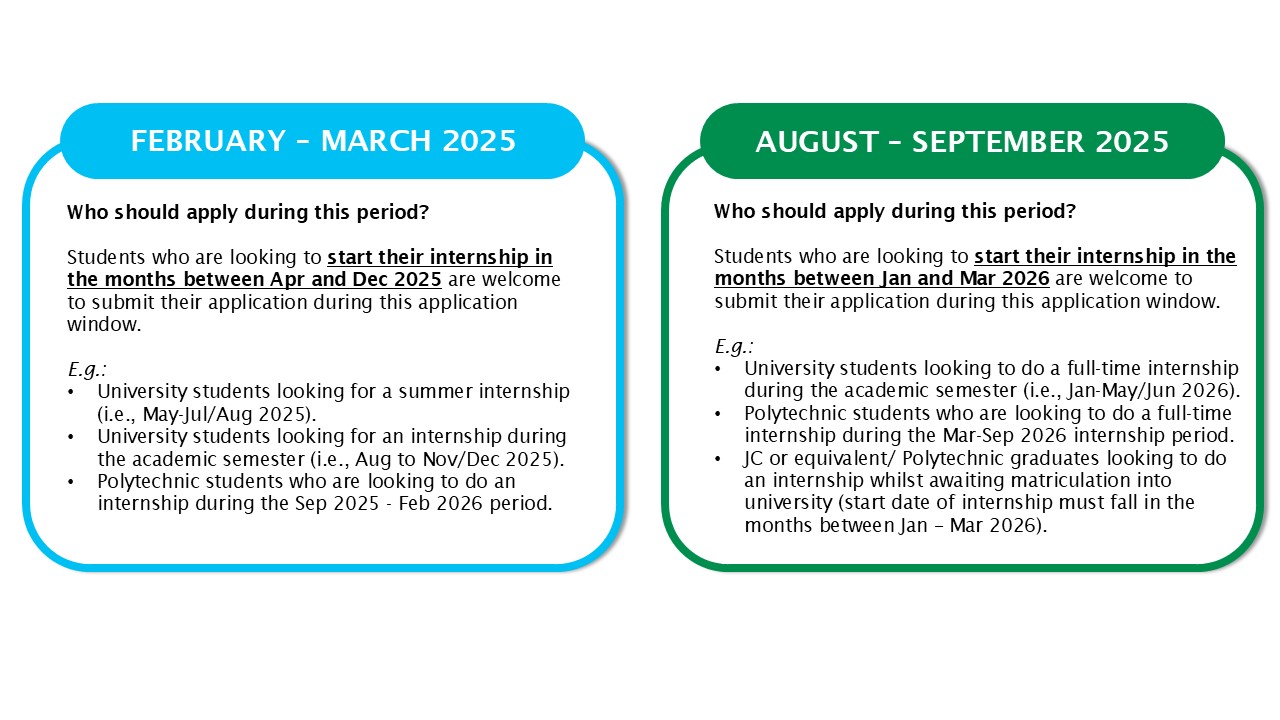 FEBRUARY – MARCH 2025
Who should apply during this period?
Students who are looking to start their internship in
the months between Apr and Dec 2025 are welcome
to submit their application during this application
window.
E.g.:
• University students looking for a summer internship
(i.e., May-Jul/Aug 2025).
• University students looking for an internship during
the academic semester (i.e., Aug to Nov/Dec 2025).
• Polytechnic students who are looking to do an
internship during the Sep 2025 - Feb 2026 period.
AUGUST – SEPTEMBER 2025
Who should apply during this period?
Students who are looking to start their internship in the
months between Jan and Mar 2026 are welcome to
submit their application during this application window.
E.g.:
• University students looking to do a full-time internship
during the academic semester (i.e., Jan-May/Jun 2026).
• Polytechnic students who are looking to do a full-time
internship during the Mar-Sep 2026 internship period.
• JC or equivalent/ Polytechnic graduates looking to do
an internship whilst awaiting matriculation into
university (start date of internship must fall in the
months between Jan – Mar 2026).